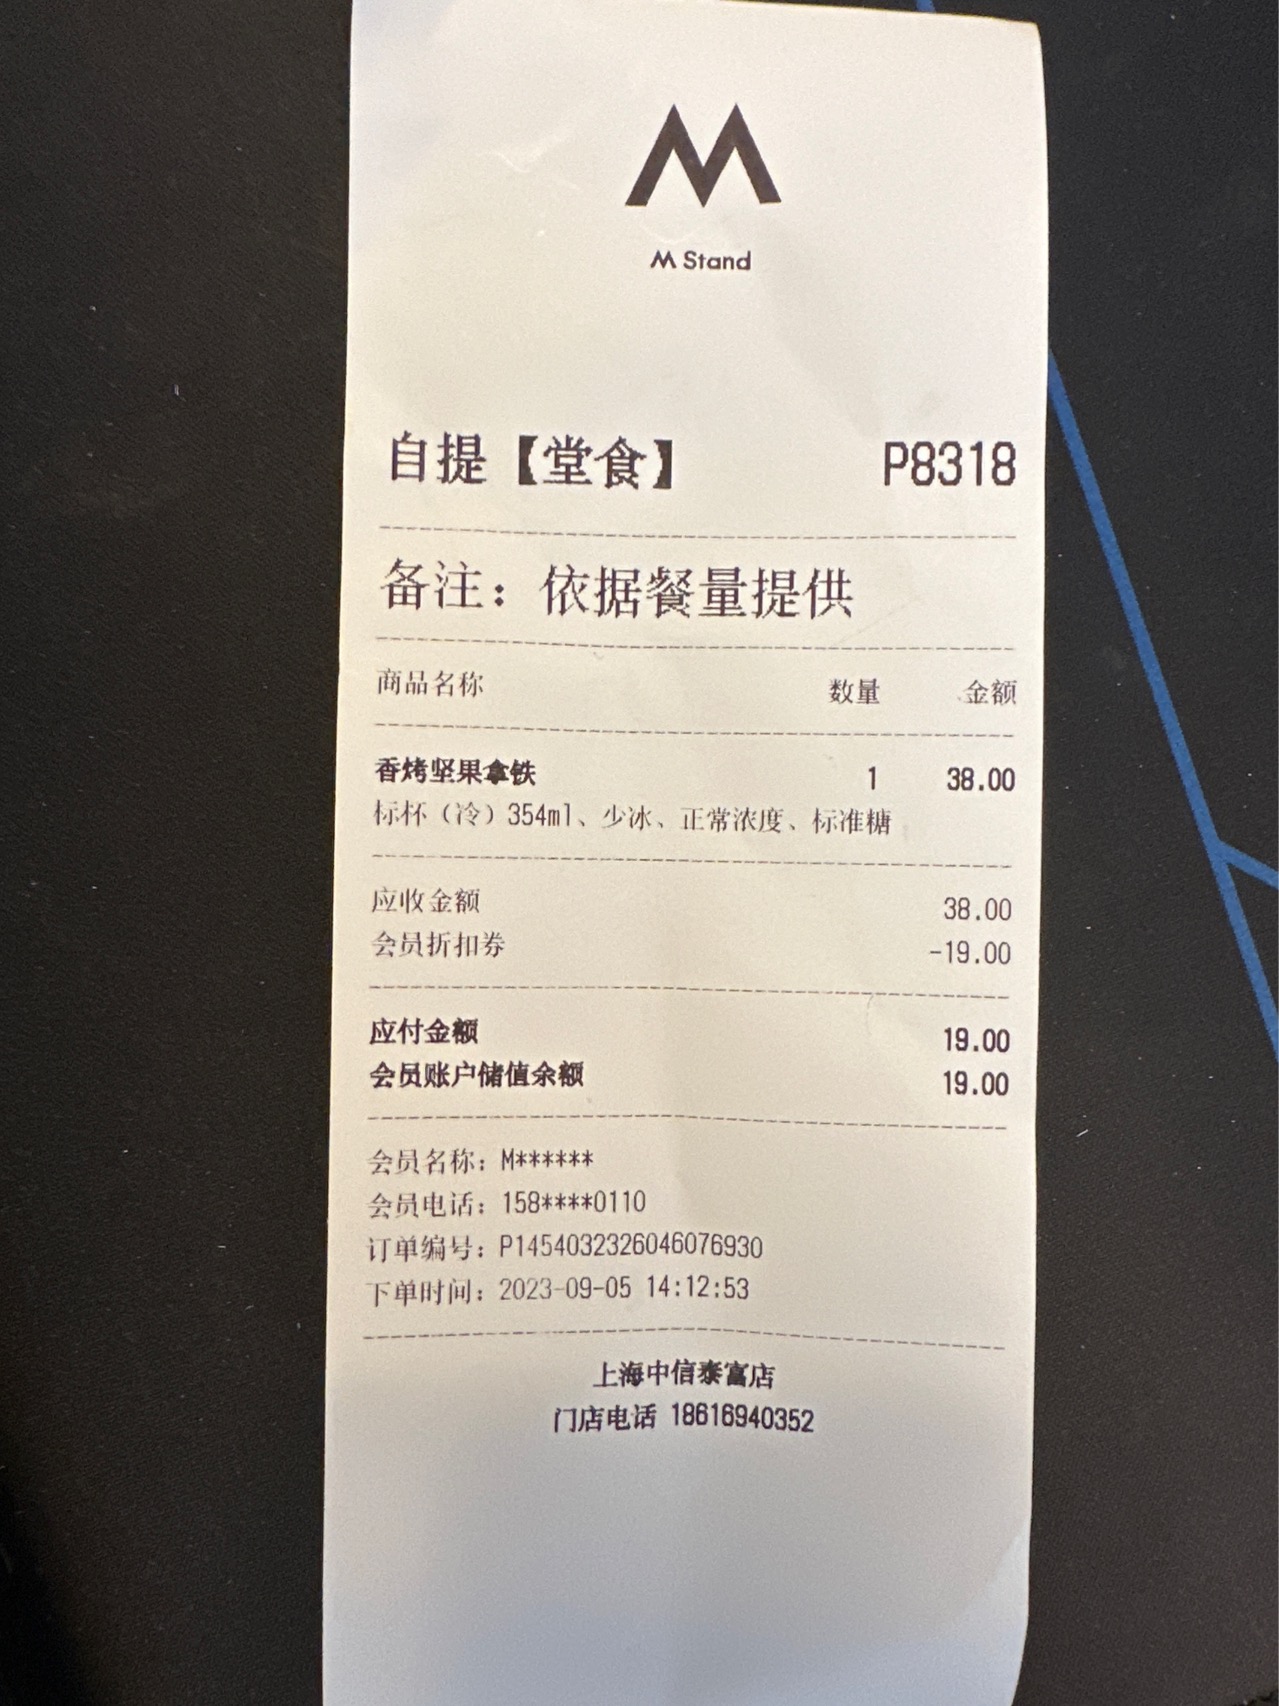 M Stand
自提【堂食】 P8318
备注：依据餐量提供
商品名称 数量 金额
香烤坚果拿铁 1 38.00
标杯（冷）354ml、少冰、正常浓度、标准糖
应收金额 38.00
会员折扣券 -19.00
应付金额 19.00
会员账户储值余额 19.00
会员名称：M******
会员电话：158****0110
订单编号：P1454032326046076930
下单时间：2023-09-05 14:12:53
上海中信泰富店
门店电话 18616940352